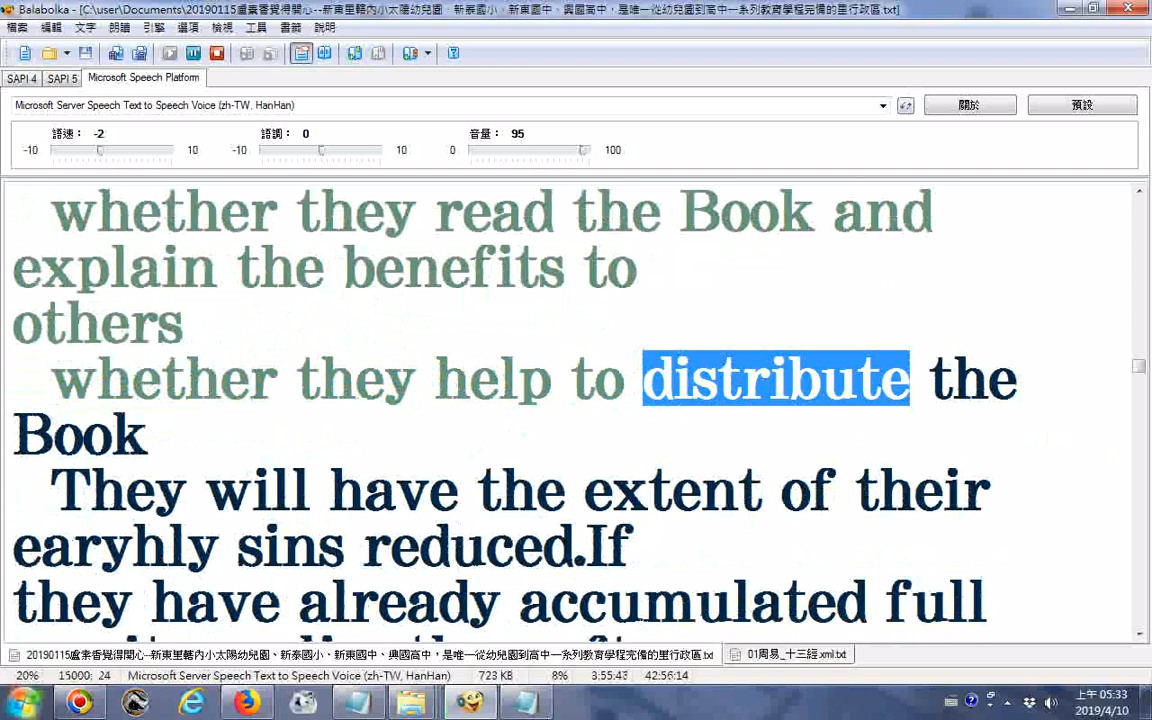 Balabolka - [C:\user\Documents\20190115盧素香覺得開心--新東里轄內小太陽幼兒園、新泰國小、新東國中、興國高中，是唯一從幼兒園到高中一系列教育學程完備的里行政區.txt]
檔案 編輯 文字 朗讀 引擎 選項 檢視 工具 書籤 說明
SAPI 4 SAPI 5 Microsoft Speech Platform
Microsoft Server Speech Text to Speech Voice (zh-TW, HanHan) 關於 預設
語速： -2 語調： 0 音量： 95
-10 10 -10 10 0 100
whether they read the Book and
explain the benefits to
others
whether they help to distribute the
Book
They will have the extent of their
earyhly sins reduced.If
they have already accumulated full
20190115盧素香覺得開心--新東里轄內小太陽幼兒園、新泰國小、新東國中、興國高中，是唯一從幼兒園到高中一系列教育學程完備的里行政區.txt 01周易_十三經.xml.txt
20% 15000: 24 Microsoft Server Speech Text to Speech Voice (zh-TW, HanHan) 723 KB 8% 3:55:43 42:56:14
上午 05:33
2019/4/10